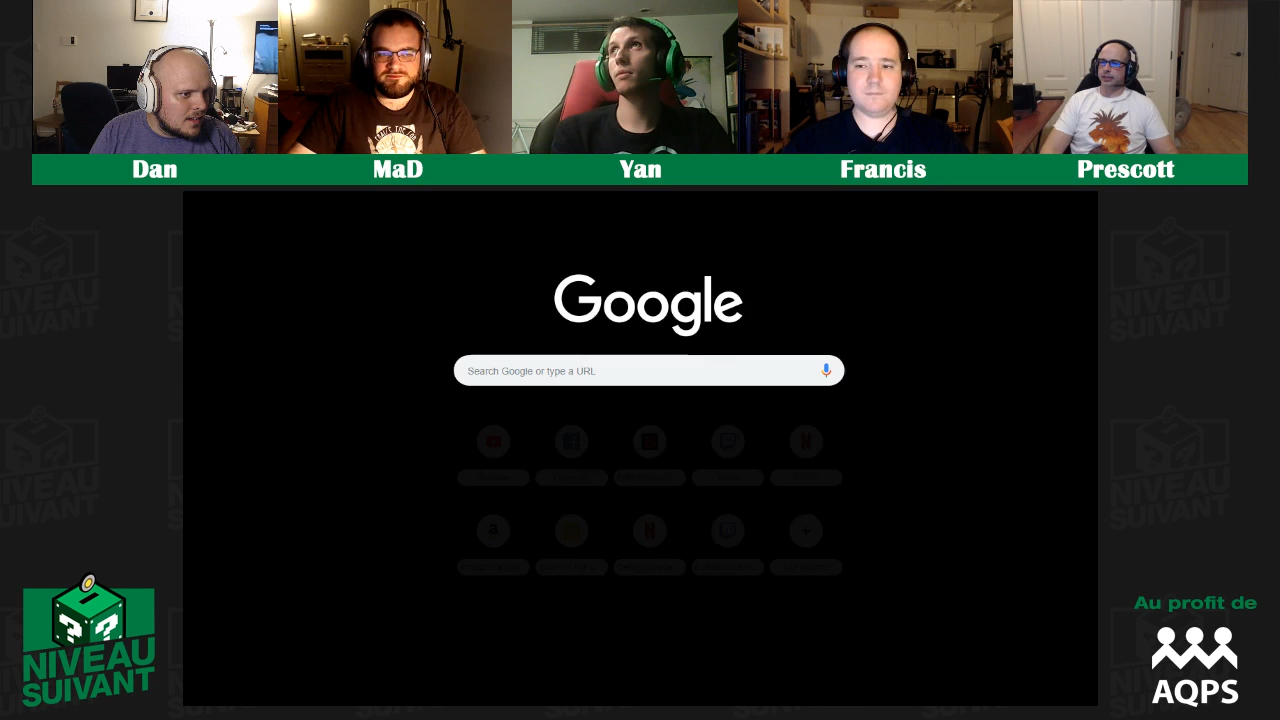 Dan
MaD
Yan
Francis
Prescott
Google
Search Google or type a URL
NIVEAU
SUIVANT
Au profit de
AQPS